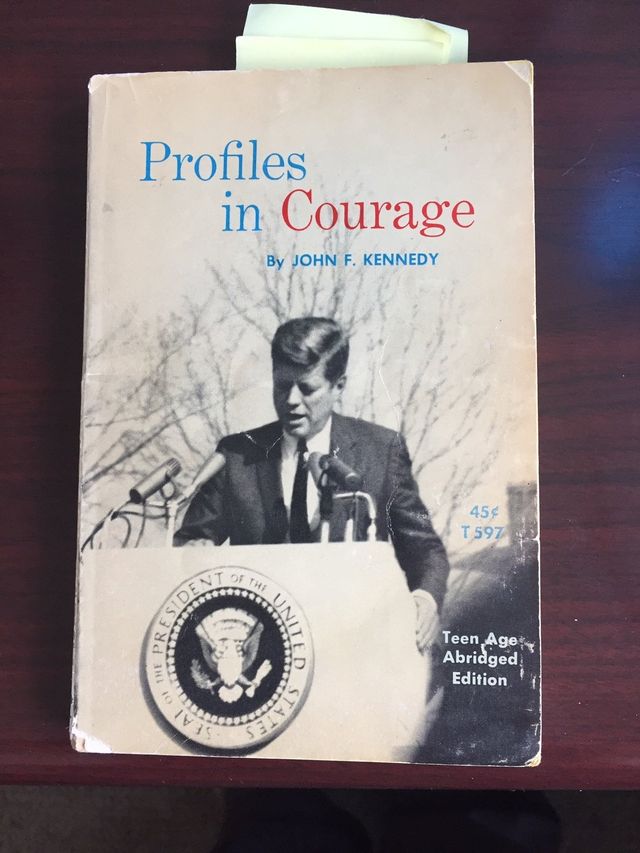 Profiles
in Courage
By JOHN F. KENNEDY
45¢
T 597
SEAL OF THE PRESIDENT OF THE UNITED STATES
Teen Age
Abridged
Edition